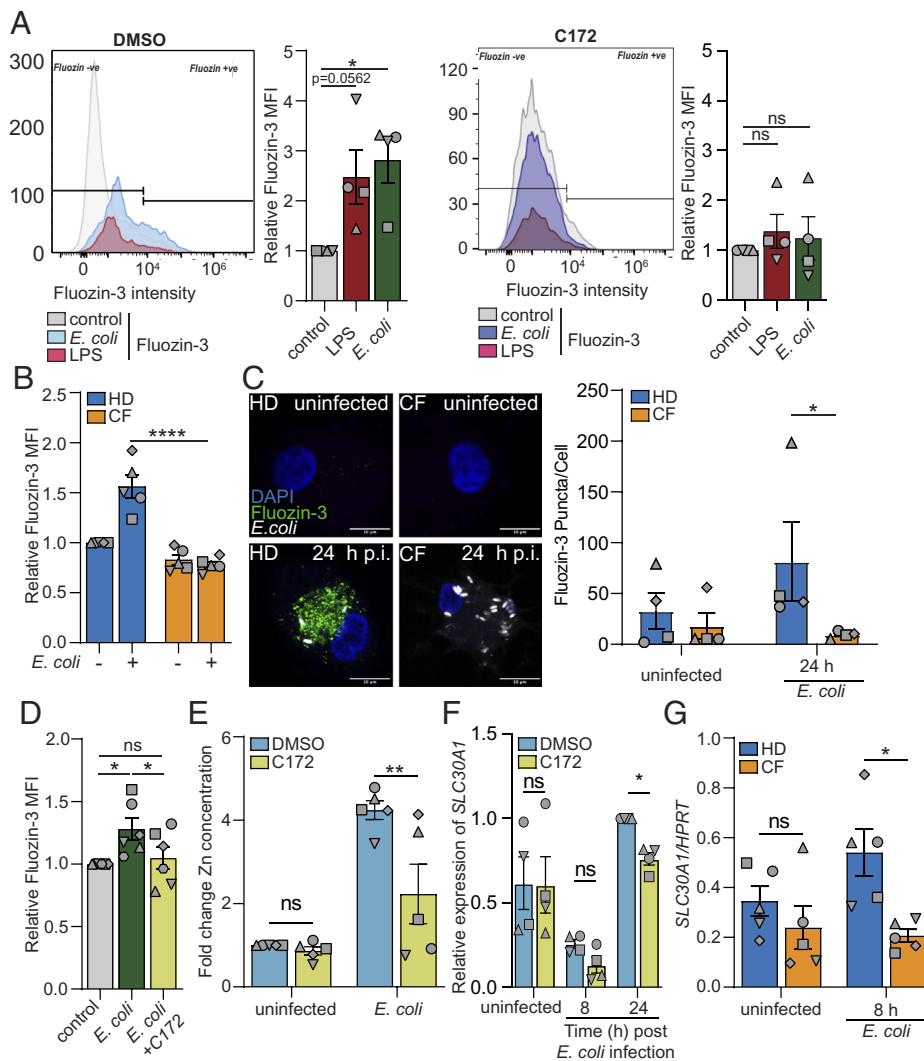 A
DMSO
Fluozin -ve
Fluozin +ve
300
200
100
0
0
10⁴
10⁶
Fluozin-3 intensity
control
E. coli
LPS
Fluozin-3
Relative Fluozin-3 MFI
5
4
3
2
1
0
*
p=0.0562
control
LPS
E. coli
C172
Fluozin -ve
Fluozin +ve
120
90
60
30
0
0
10⁴
10⁶
Fluozin-3 intensity
control
E. coli
LPS
Fluozin-3
Relative Fluozin-3 MFI
5
4
3
2
1
0
ns
ns
control
LPS
E. coli
B
HD
CF
Relative Fluozin-3 MFI
2.5
2.0
1.5
1.0
0.5
0.0
****
E. coli
-
+
-
+
C
HD uninfected
DAPI
Fluozin-3
E.coli
10 μm
CF uninfected
10 μm
HD 24 h p.i.
10 μm
CF 24 h p.i.
10 μm
Fluozin-3 Puncta/Cell
250
200
150
100
50
0
HD
CF
*
uninfected
24 h
E. coli
D
Relative Fluozin-3 MFI
2.0
1.5
1.0
0.5
0.0
ns
*
*
control
E. coli
E. coli
+C172
E
DMSO
C172
Fold change Zn concentration
6
4
2
0
ns
**
uninfected
E. coli
F
DMSO
C172
Relative expression of SLC30A1
1.5
1.0
0.5
0.0
ns
ns
*
uninfected
8
24
Time (h) post
E. coli infection
G
HD
CF
SLC30A1/HPRT
1.0
0.8
0.6
0.4
0.2
0.0
ns
*
uninfected
8 h
E. coli